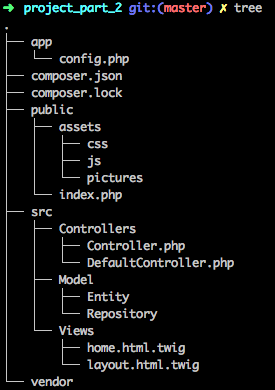 ➜ project_part_2 git:(master) ✗ tree
.
├── app
│   └── config.php
├── composer.json
├── composer.lock
├── public
│   ├── assets
│   │   ├── css
│   │   ├── js
│   │   └── pictures
│   └── index.php
├── src
│   ├── Controllers
│   │   ├── Controller.php
│   │   └── DefaultController.php
│   ├── Model
│   │   ├── Entity
│   │   └── Repository
│   └── Views
│       ├── home.html.twig
│       └── layout.html.twig
└── vendor